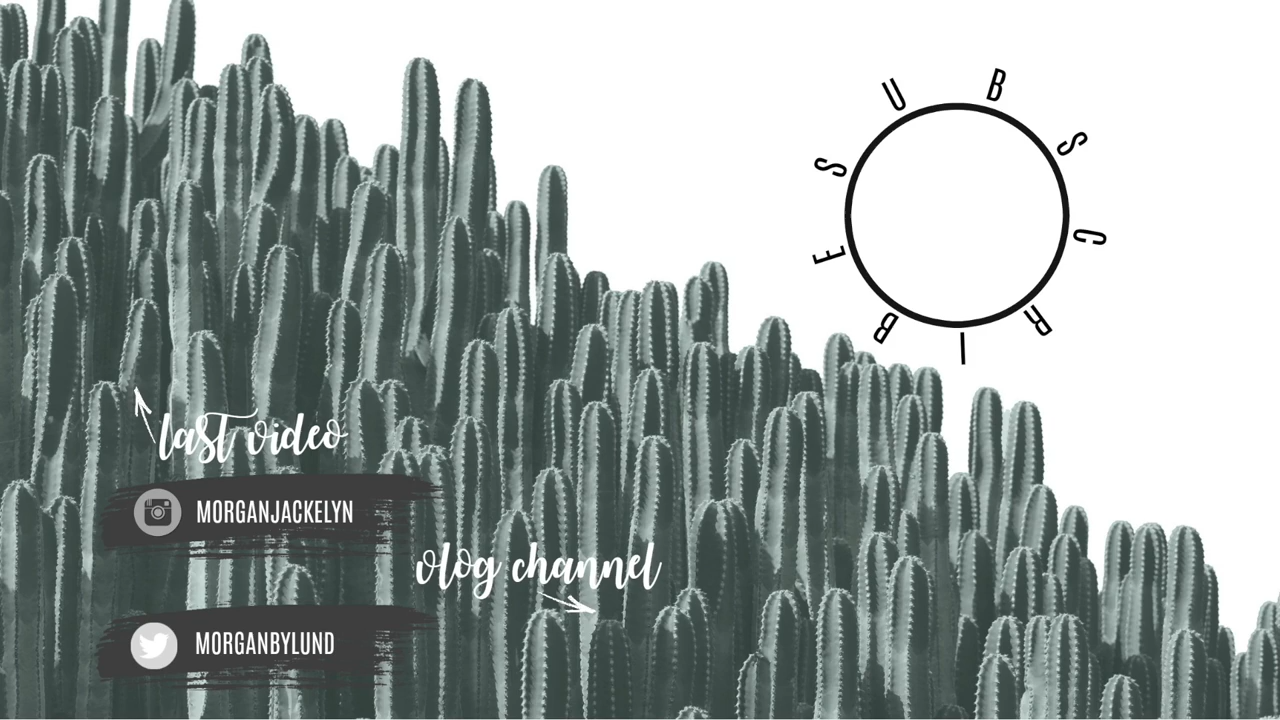 SUBSCRIBE
last video
MORGANJACKELYN
vlog channel
MORGANBYLUND